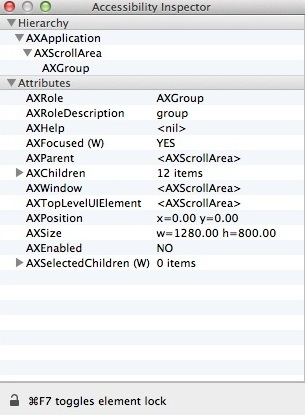 Accessibility Inspector
Hierarchy
AXApplication
AXScrollArea
AXGroup
Attributes
AXRole AXGroup
AXRoleDescription group
AXHelp <nil>
AXFocused (W) YES
AXParent <AXScrollArea>
AXChildren 12 items
AXWindow <AXScrollArea>
AXTopLevelUIElement <AXScrollArea>
AXPosition x=0.00 y=0.00
AXSize w=1280.00 h=800.00
AXEnabled NO
AXSelectedChildren (W) 0 items
⌘F7 toggles element lock